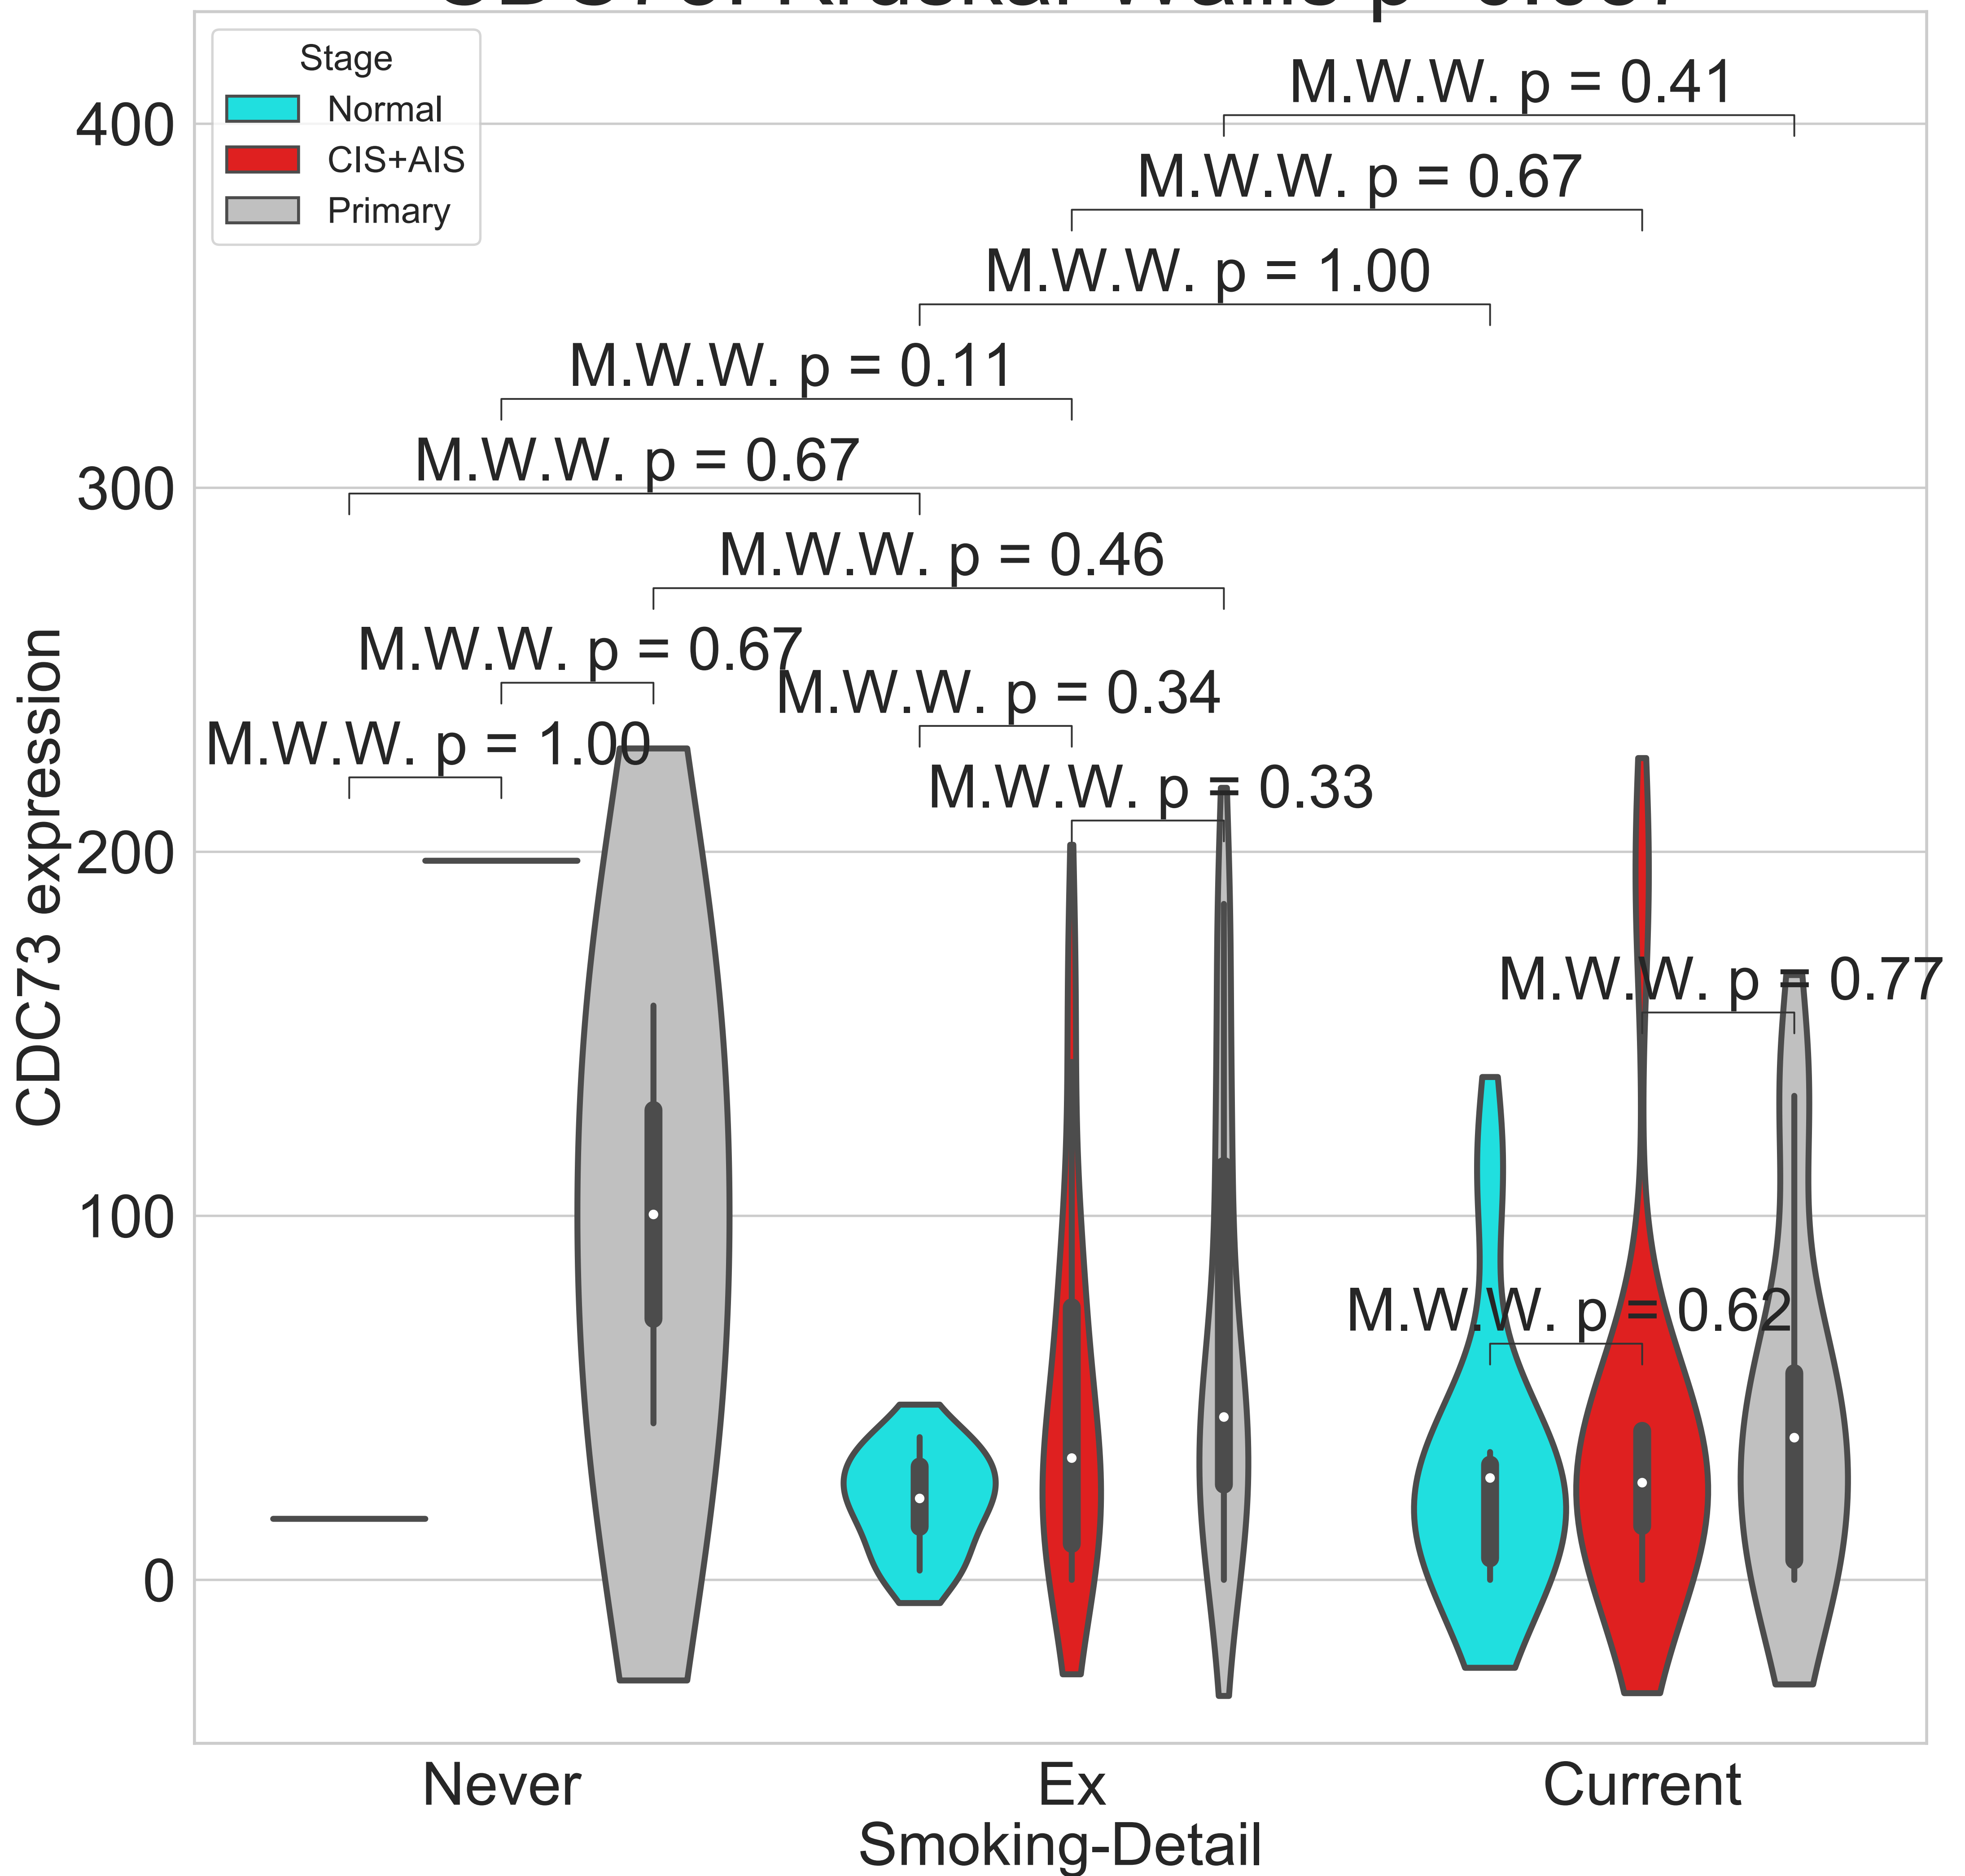 Stage
Normal
CIS+AIS
Primary
M.W.W. p = 0.41
M.W.W. p = 0.67
M.W.W. p = 1.00
M.W.W. p = 0.11
M.W.W. p = 0.67
M.W.W. p = 0.46
M.W.W. p = 0.67
M.W.W. p = 0.34
M.W.W. p = 1.00
M.W.W. p = 0.33
M.W.W. p = 0.77
M.W.W. p = 0.62
400
300
200
100
0
CDC73 expression
Never
Ex
Current
Smoking-Detail